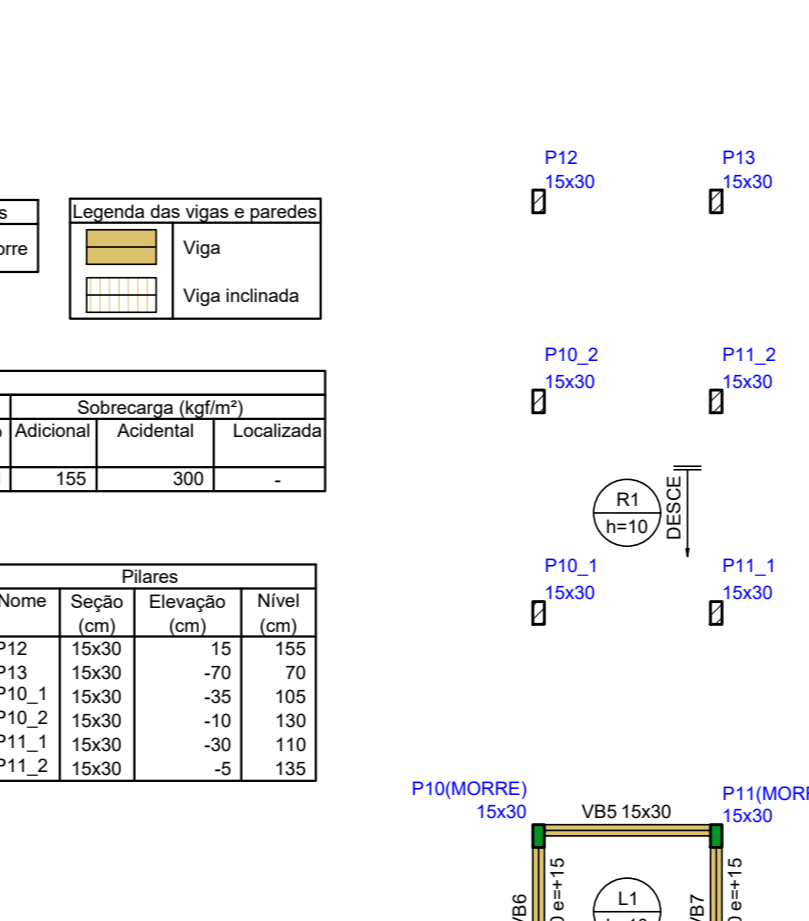 P12
15x30
P13
15x30
Legenda das vigas e paredes
Viga
Viga inclinada
P10_2
15x30
P11_2
15x30
Sobrecarga (kgf/m²)
Adicional Acidental Localizada
155 300 -
R1
h=10
DESCE
P10_1
15x30
P11_1
15x30
Pilares
Nome Seção Elevação Nível
(cm) (cm) (cm)
P12 15x30 15 155
P13 15x30 -70 70
P10_1 15x30 -35 105
P10_2 15x30 -10 130
P11_1 15x30 -30 110
P11_2 15x30 -5 135
P10(MORRE)
15x30
VB5 15x30
P11(MORR
15x30
VB6
e=+15
L1
VB7
e=+15